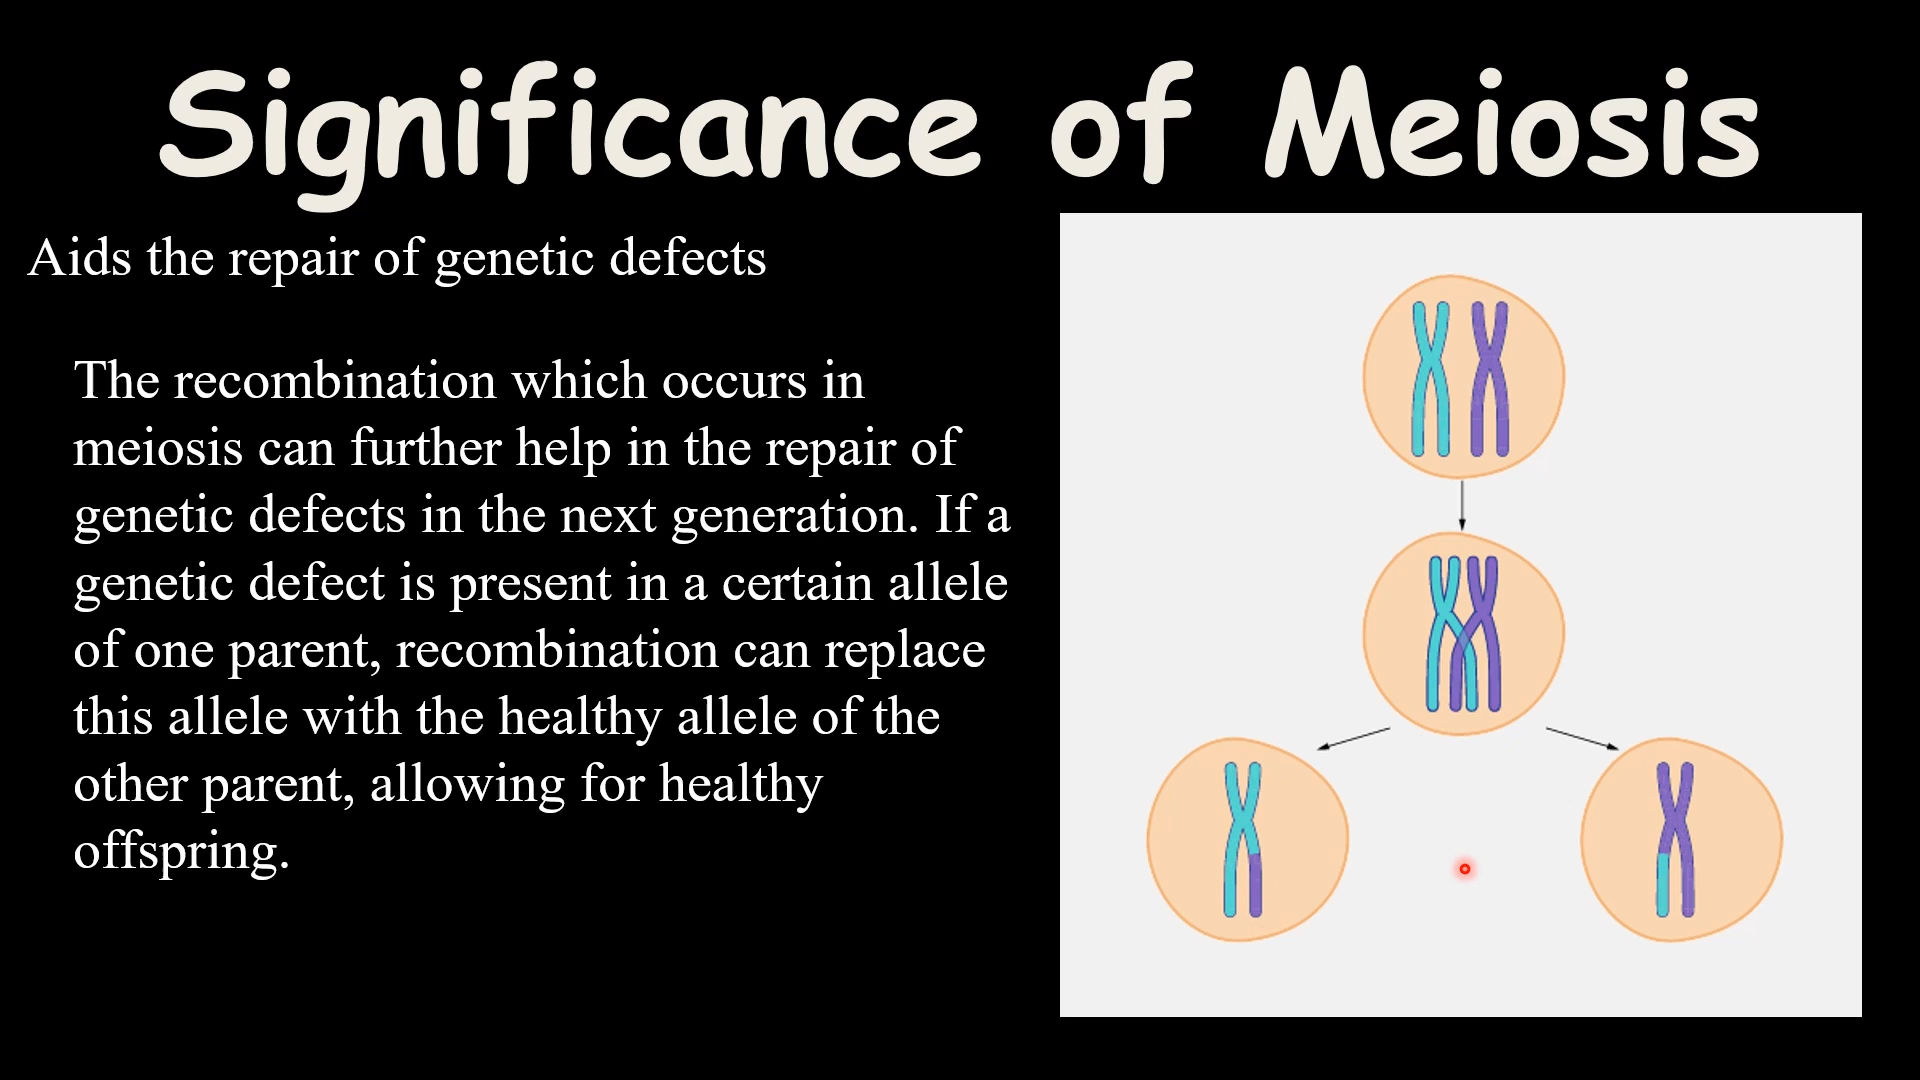 Significance of Meiosis
Aids the repair of genetic defects
The recombination which occurs in
meiosis can further help in the repair of
genetic defects in the next generation. If a
genetic defect is present in a certain allele
of one parent, recombination can replace
this allele with the healthy allele of the
other parent, allowing for healthy
offspring.